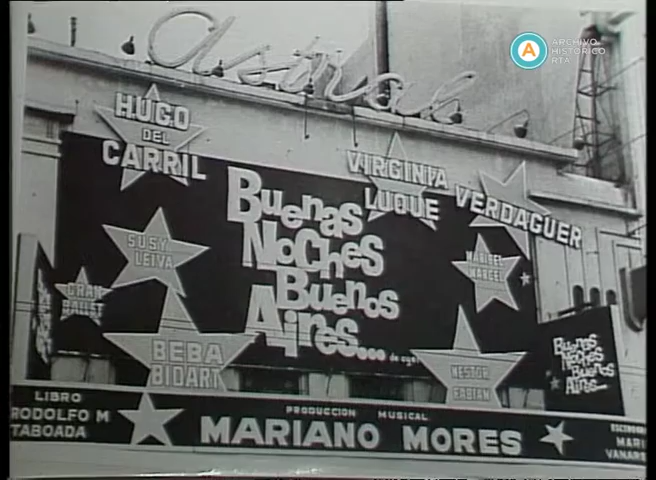 ARCHIVO
HISTÓRICO
RTA
A
Astral
HUGO
DEL
CARRIL
VIRGINIA
LUQUE
VERDAGUER
Buenas
Noches
Buenos
Aires...
SUSY
LEIVA
MARIBEL
MARCEL
GRAN
BALLET
BEBA
BIDART
NESTOR
FABIAN
Buenas
Noches
Buenos
Aires...
LIBRO
RODOLFO M
TABOADA
PRODUCCION MUSICAL
MARIANO MORES